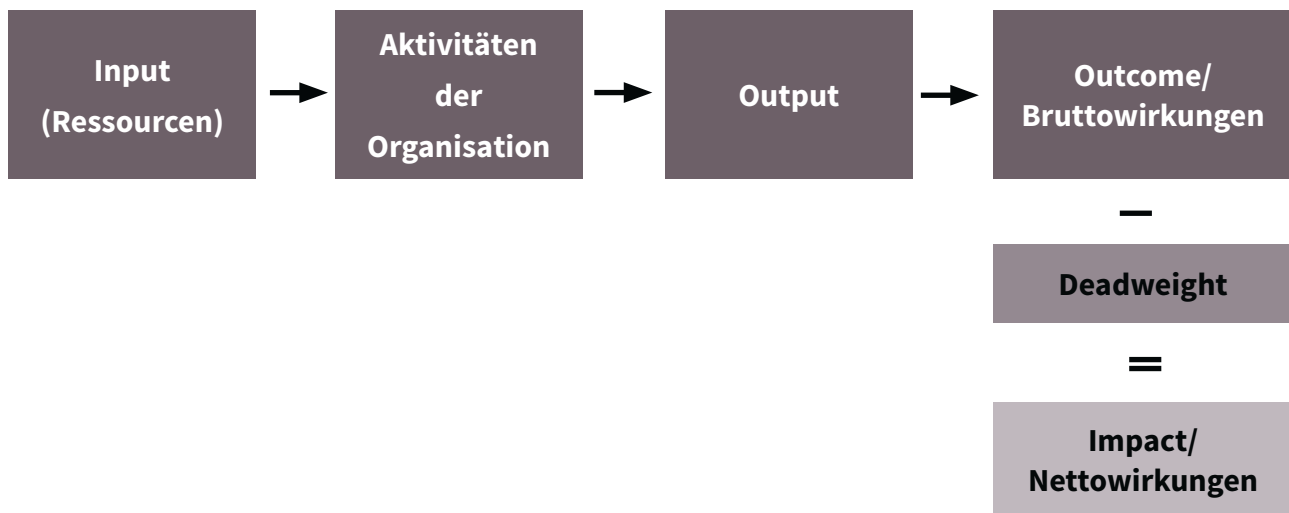 Input
(Ressourcen)
Aktivitäten
der
Organisation
Output
Outcome/
Bruttowirkungen
–
Deadweight
=
Impact/
Nettowirkungen